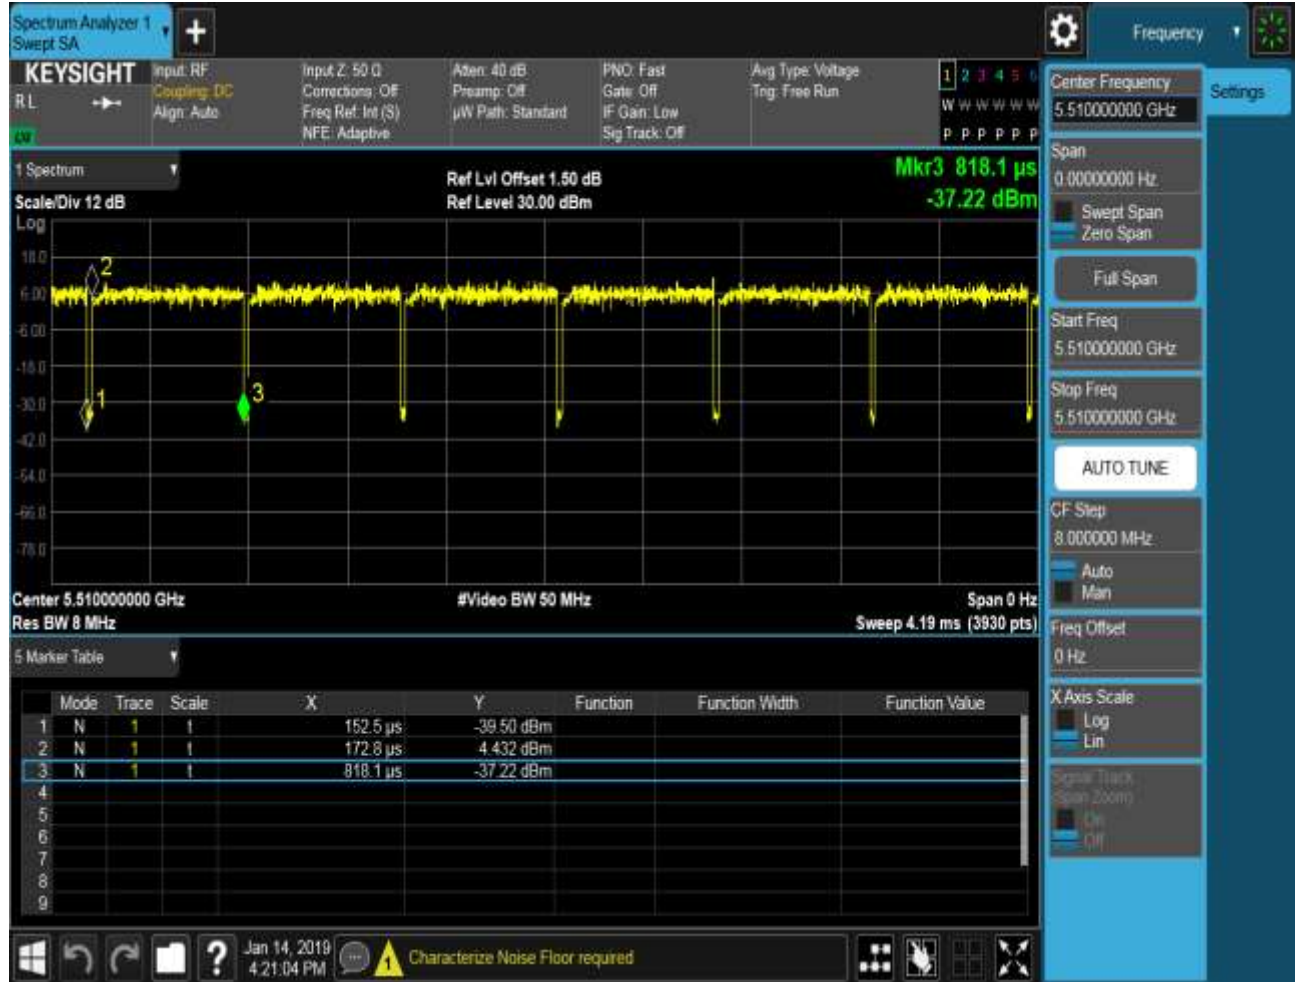 Spectrum Analyzer 1
Swept SA
+
Frequency
KEYSIGHT
RL
Input: RF
Coupling: DC
Align: Auto
Input Z: 50 Ω
Corrections: Off
Freq Ref: Int (S)
NFE: Adaptive
Atten: 40 dB
Preamp: Off
µW Path: Standard
PNO: Fast
Gate: Off
IF Gain: Low
Sig Track: Off
Avg Type: Voltage
Trig: Free Run
1 2 3 4 5 6
W W W W W W
P P P P P P
1 Spectrum
Scale/Div 12 dB
Ref Lvl Offset 1.50 dB
Ref Level 30.00 dBm
Mkr3 818.1 µs
-37.22 dBm
Log
18.0
6.00
-6.00
-18.0
-30.0
-42.0
-54.0
-66.0
-78.0
2
1
3
Center 5.510000000 GHz
#Video BW 50 MHz
Span 0 Hz
Res BW 8 MHz
Sweep 4.19 ms (3930 pts)
5 Marker Table
Mode Trace Scale X Y Function Function Width Function Value
1 N 1 t 152.5 µs -39.50 dBm
2 N 1 t 172.8 µs 4.432 dBm
3 N 1 t 818.1 µs -37.22 dBm
4
5
6
7
8
9
Center Frequency
5.510000000 GHz
Settings
Span
0.00000000 Hz
Swept Span
Zero Span
Full Span
Start Freq
5.510000000 GHz
Stop Freq
5.510000000 GHz
AUTO TUNE
CF Step
8.000000 MHz
Auto
Man
Freq Offset
0 Hz
X Axis Scale
Log
Lin
Signal Track
(Span Zoom)
On
Off
?
Jan 14, 2019
4:21:04 PM
1
Characterize Noise Floor required